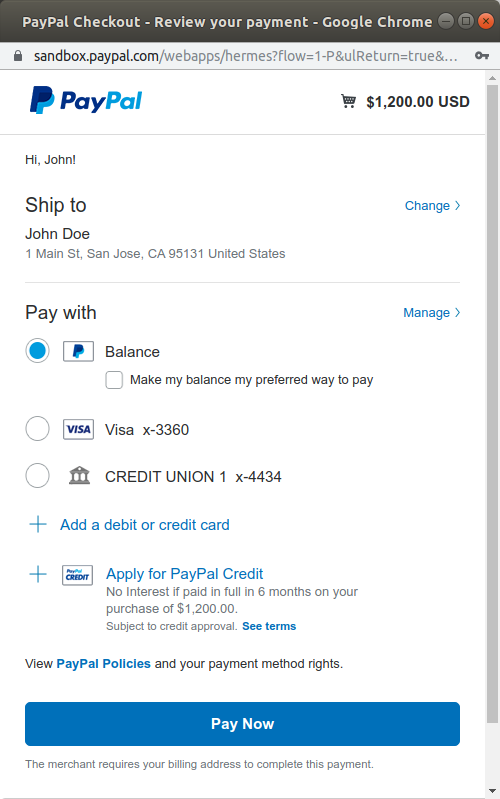 PayPal Checkout - Review your payment - Google Chrome
sandbox.paypal.com/webapps/hermes?flow=1-P&ulReturn=true&...
PayPal $1,200.00 USD
Hi, John!
Ship to Change
John Doe
1 Main St, San Jose, CA 95131 United States
Pay with Manage
Balance
Make my balance my preferred way to pay
VISA Visa x-3360
CREDIT UNION 1 x-4434
Add a debit or credit card
PayPal CREDIT Apply for PayPal Credit
No Interest if paid in full in 6 months on your
purchase of $1,200.00.
Subject to credit approval. See terms
View PayPal Policies and your payment method rights.
Pay Now
The merchant requires your billing address to complete this payment.